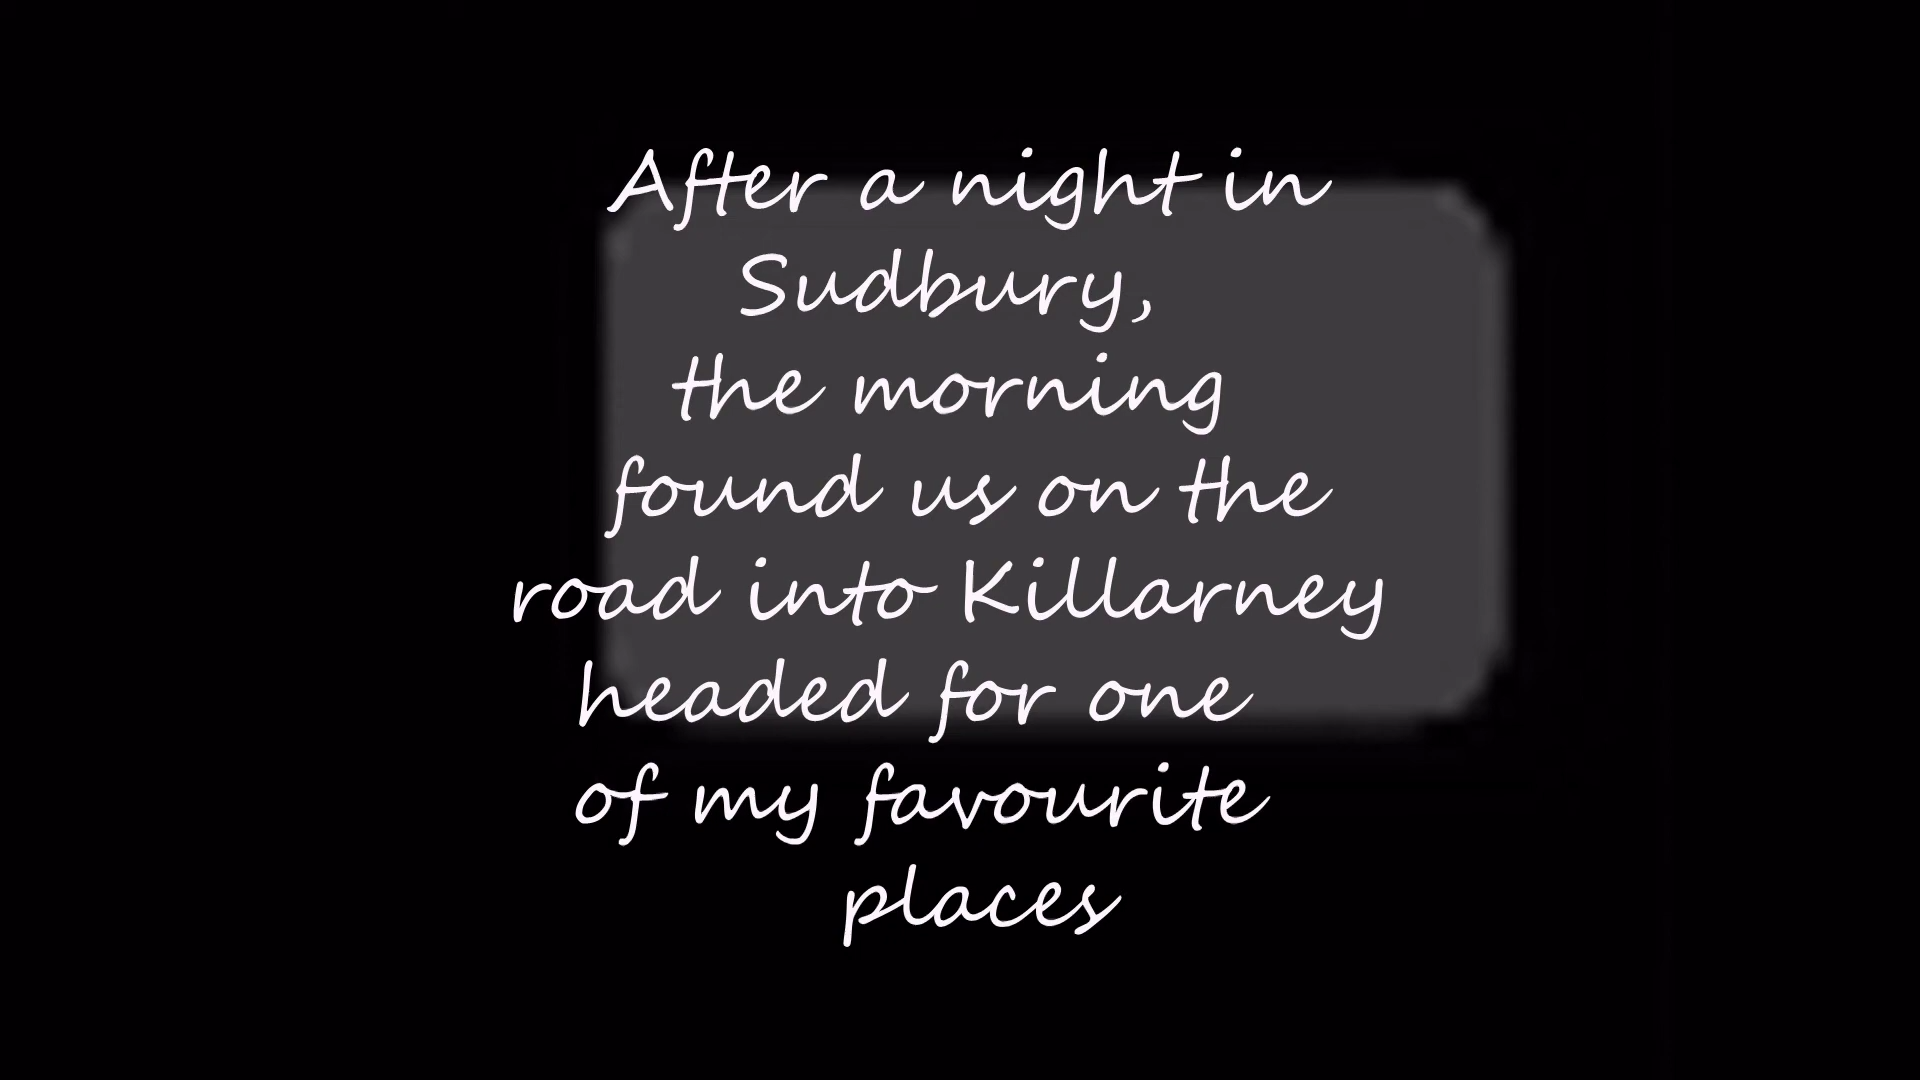 After a night in
Sudbury,
the morning
found us on the
road into Killarney
headed for one
of my favourite
places